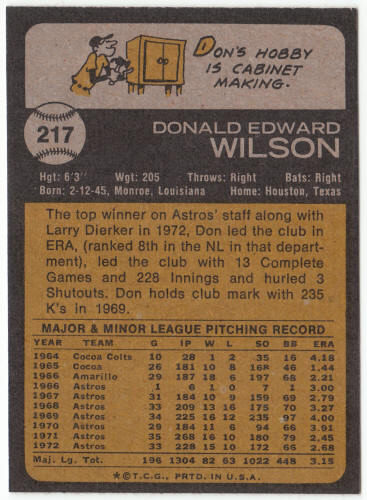 DON'S HOBBY
IS CABINET
MAKING.
217
DONALD EDWARD
WILSON
Hgt: 6'3" Wgt: 205 Throws: Right Bats: Right
Born: 2-12-45, Monroe, Louisiana Home: Houston, Texas
The top winner on Astros' staff along with
Larry Dierker in 1972, Don led the club in
ERA, (ranked 8th in the NL in that depart-
ment), led the club with 13 Complete
Games and 228 Innings and hurled 3
Shutouts. Don holds club mark with 235
K's in 1969.
MAJOR & MINOR LEAGUE PITCHING RECORD
YEAR TEAM G IP W L SO BB ERA
1964 Cocoa Colts 10 28 1 2 35 16 4.18
1965 Cocoa 26 181 10 8 168 46 1.44
1966 Amarillo 29 187 18 6 197 68 2.21
1966 Astros 1 6 1 0 7 1 3.00
1967 Astros 31 184 10 9 159 69 2.79
1968 Astros 33 209 13 16 175 70 3.27
1969 Astros 34 225 16 12 235 97 4.00
1970 Astros 29 184 11 6 94 66 3.91
1971 Astros 35 268 16 10 180 79 2.45
1972 Astros 33 228 15 10 172 66 2.68
Maj. Lg. Tot. 196 1304 82 63 1022 448 3.15
*©T.C.G., PRTD. IN U.S.A.